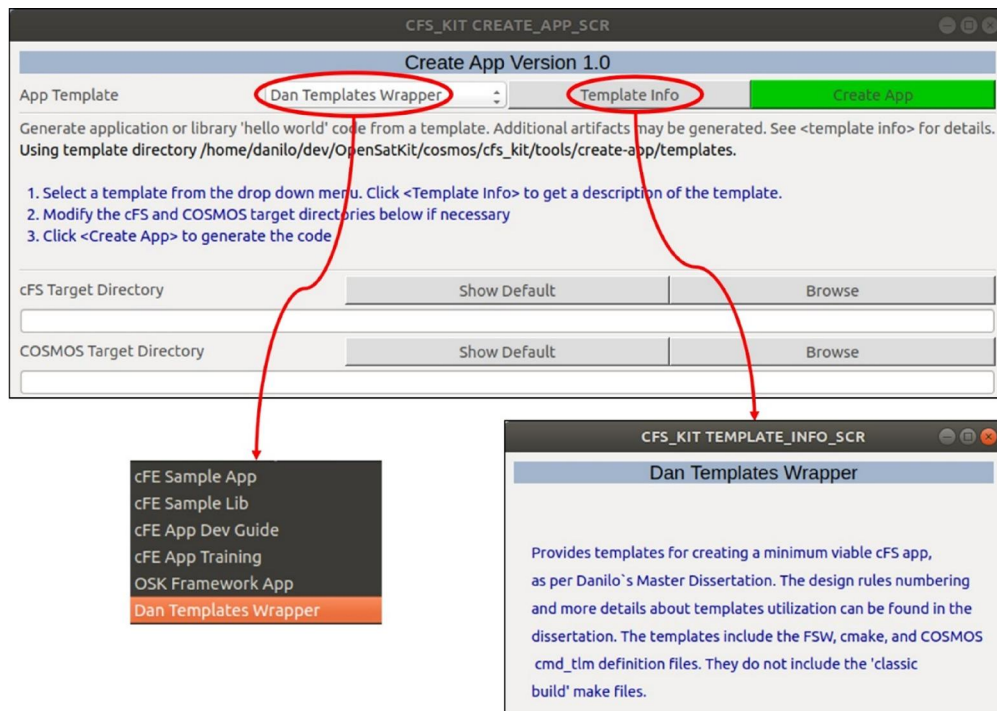 CFS_KIT CREATE_APP_SCR
Create App Version 1.0
App Template Dan Templates Wrapper Template Info Create App
Generate application or library 'hello world' code from a template. Additional artifacts may be generated. See <template info> for details.
Using template directory /home/danilo/dev/OpenSatKit/cosmos/cfs_kit/tools/create-app/templates.
1. Select a template from the drop down menu. Click <Template Info> to get a description of the template.
2. Modify the cFS and COSMOS target directories below if necessary
3. Click <Create App> to generate the code
cFS Target Directory Show Default Browse
COSMOS Target Directory Show Default Browse
cFE Sample App
cFE Sample Lib
cFE App Dev Guide
cFE App Training
OSK Framework App
Dan Templates Wrapper
CFS_KIT TEMPLATE_INFO_SCR
Dan Templates Wrapper
Provides templates for creating a minimum viable cFS app,
as per Danilo`s Master Dissertation. The design rules numbering
and more details about templates utilization can be found in the
dissertation. The templates include the FSW, cmake, and COSMOS
cmd_tlm definition files. They do not include the 'classic
build' make files.